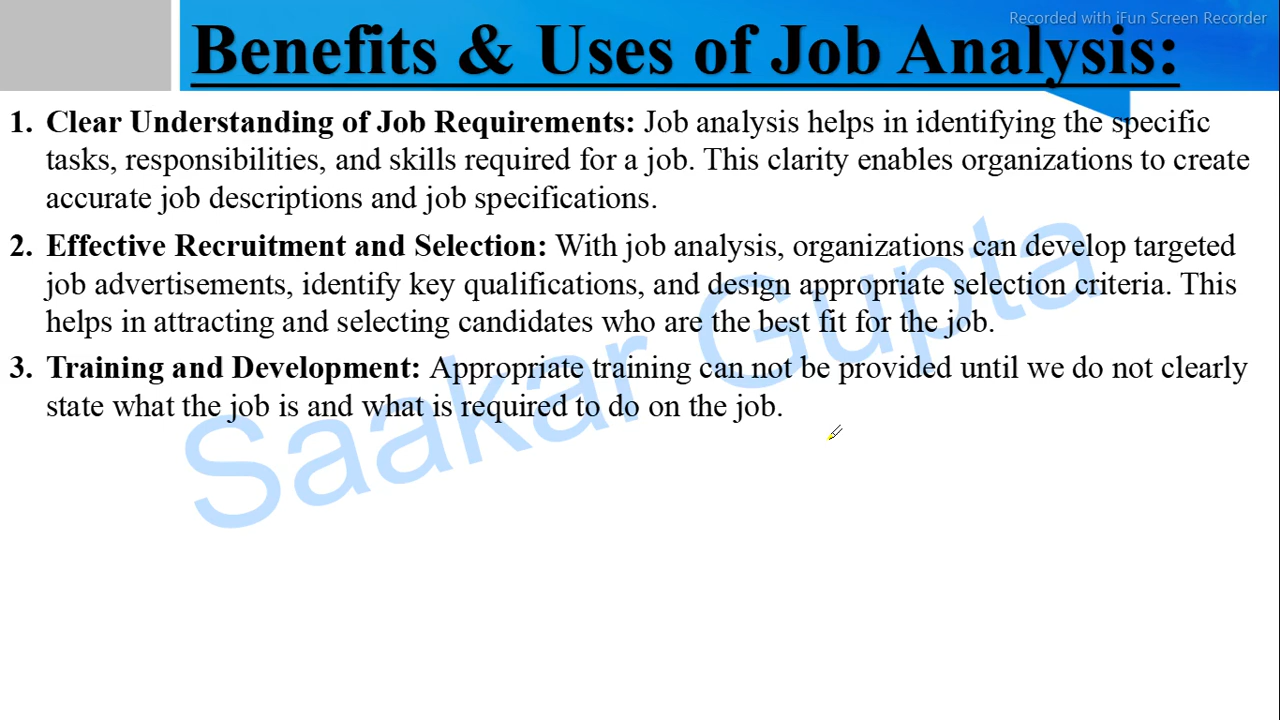 Recorded with iFun Screen Recorder
Benefits & Uses of Job Analysis:
1. Clear Understanding of Job Requirements: Job analysis helps in identifying the specific
tasks, responsibilities, and skills required for a job. This clarity enables organizations to create
accurate job descriptions and job specifications.
2. Effective Recruitment and Selection: With job analysis, organizations can develop targeted
job advertisements, identify key qualifications, and design appropriate selection criteria. This
helps in attracting and selecting candidates who are the best fit for the job.
3. Training and Development: Appropriate training can not be provided until we do not clearly
state what the job is and what is required to do on the job.
Saakar Gupta